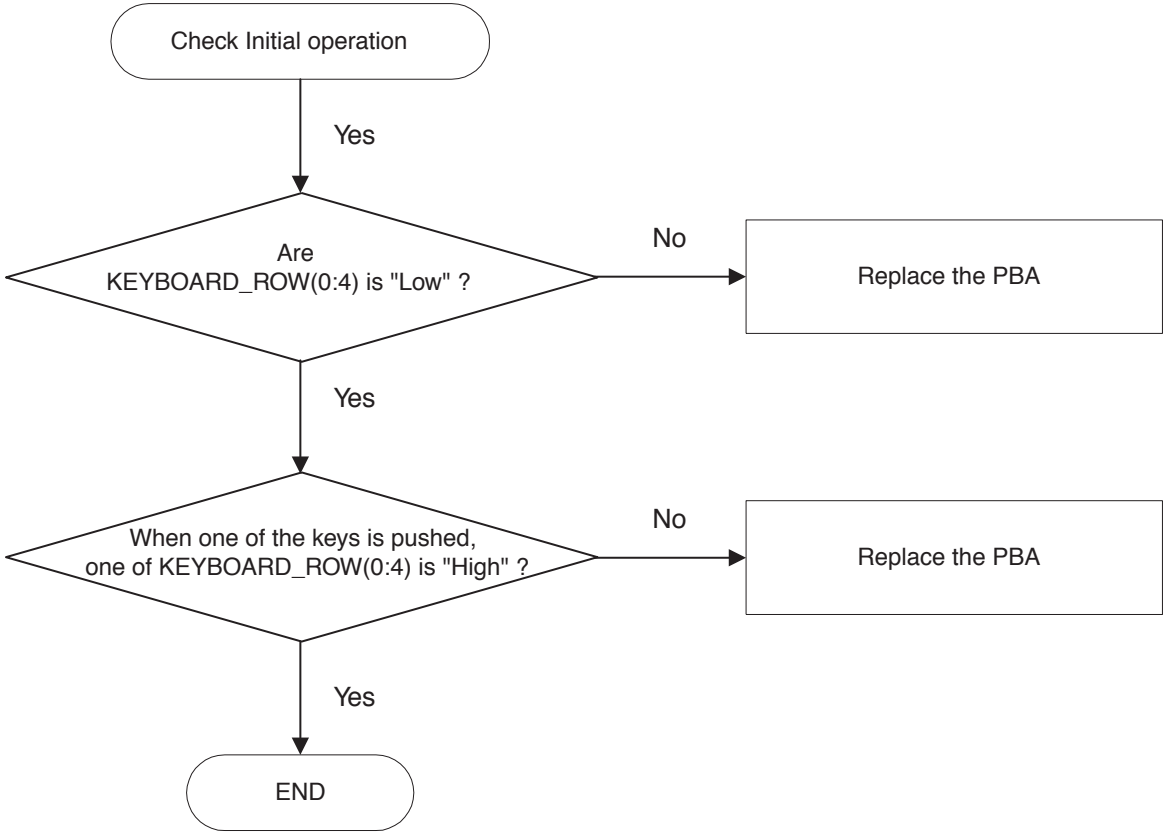 Check Initial operation
Yes
Are
KEYBOARD_ROW(0:4) is "Low" ?
No
Replace the PBA
Yes
When one of the keys is pushed,
one of KEYBOARD_ROW(0:4) is "High" ?
No
Replace the PBA
Yes
END